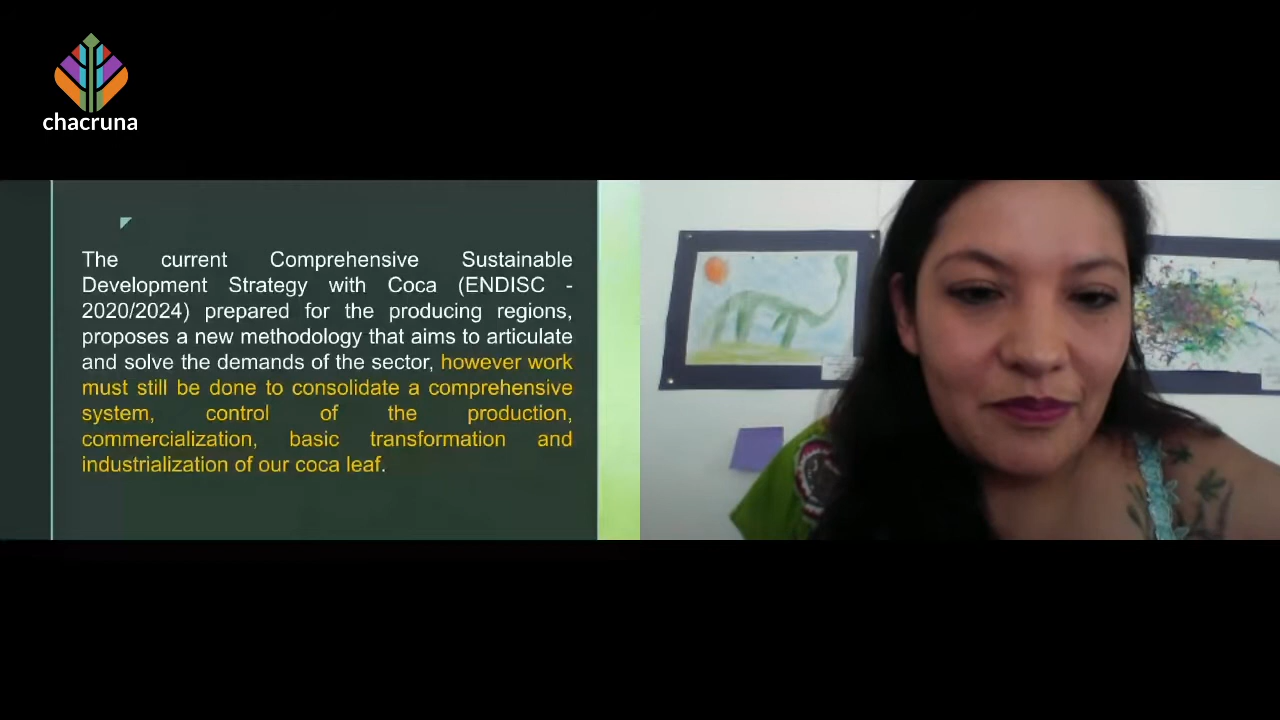 chacruna
The current Comprehensive Sustainable
Development Strategy with Coca (ENDISC -
2020/2024) prepared for the producing regions,
proposes a new methodology that aims to articulate
and solve the demands of the sector, however work
must still be done to consolidate a comprehensive
system, control of the production,
commercialization, basic transformation and
industrialization of our coca leaf.